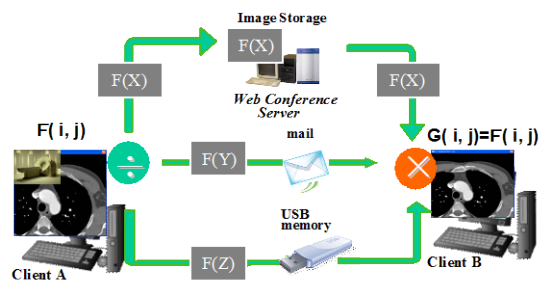 Image Storage
F(X)
F(X)
F(X)
Web Conference
Server
F( i, j)
mail
G( i, j)=F( i, j)
÷
F(Y)
×
USB
memory
F(Z)
Client A
Client B